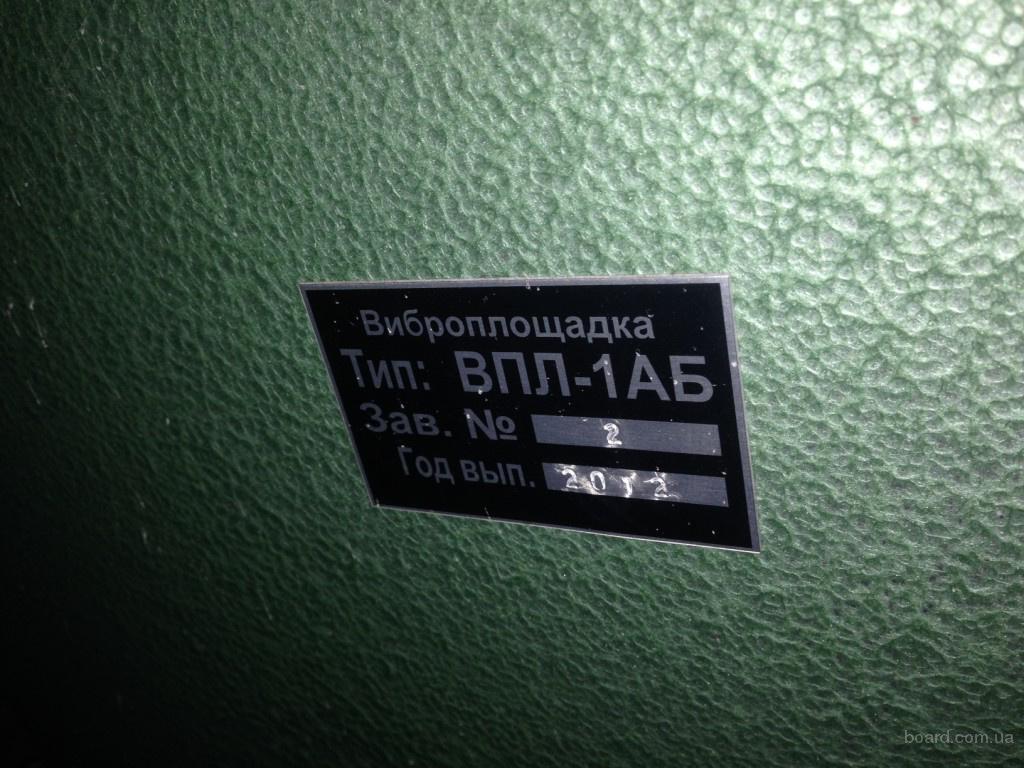 Виброплощадка
Тип: ВПЛ-1АБ
Зав. № 2
Год вып. 2012
board.com.ua